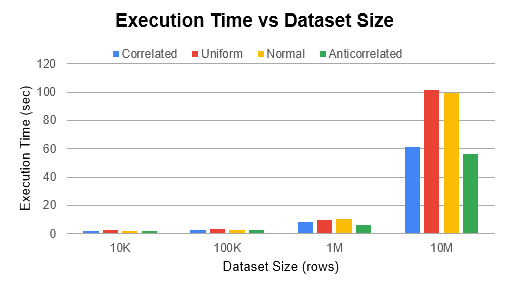 Execution Time vs Dataset Size
Correlated Uniform Normal Anticorrelated
Execution Time (sec)
120
100
80
60
40
20
0
10K 100K 1M 10M
Dataset Size (rows)